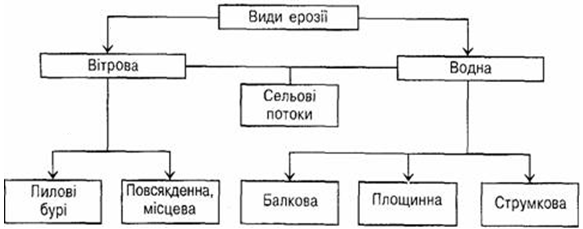 Види ерозії
Вітрова
Водна
Сельові
потоки
Пилові
бурі
Повсякденна,
місцева
Балкова
Площинна
Струмкова